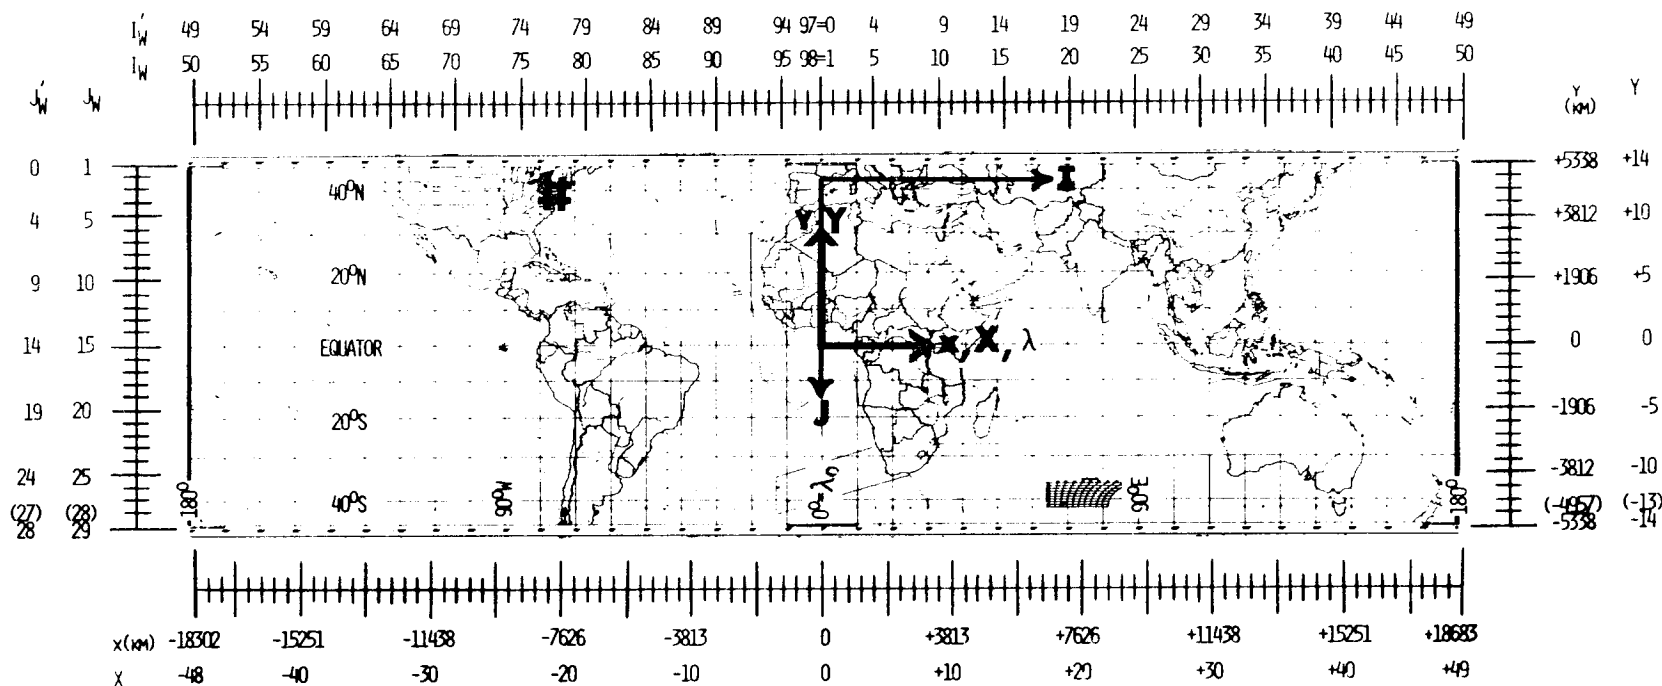 I'W 49 54 59 64 69 74 79 84 89 94 97=0 4 9 14 19 24 29 34 39 44 49
IW 50 55 60 65 70 75 80 85 90 95 98=1 5 10 15 20 25 30 35 40 45 50
J'W JW Y (KM) Y
0 1 +5338 +14
40°N I
4 5 +3812 +10
Y Y
9 10 20°N +1906 +5
14 15 EQUATOR x, X, λ 0 0
19 20 20°S J -1906 -5
24 25 -3812 -10
180° 90°W 0°=λ0 90°E 180°
40°S
(27) (28) (-4957) (-13)
28 29 -5338 -14
x(KM) -18302 -15251 -11438 -7626 -3813 0 +3813 +7626 +11438 +15251 +18683
X -48 -40 -30 -20 -10 0 +10 +20 +30 +40 +49